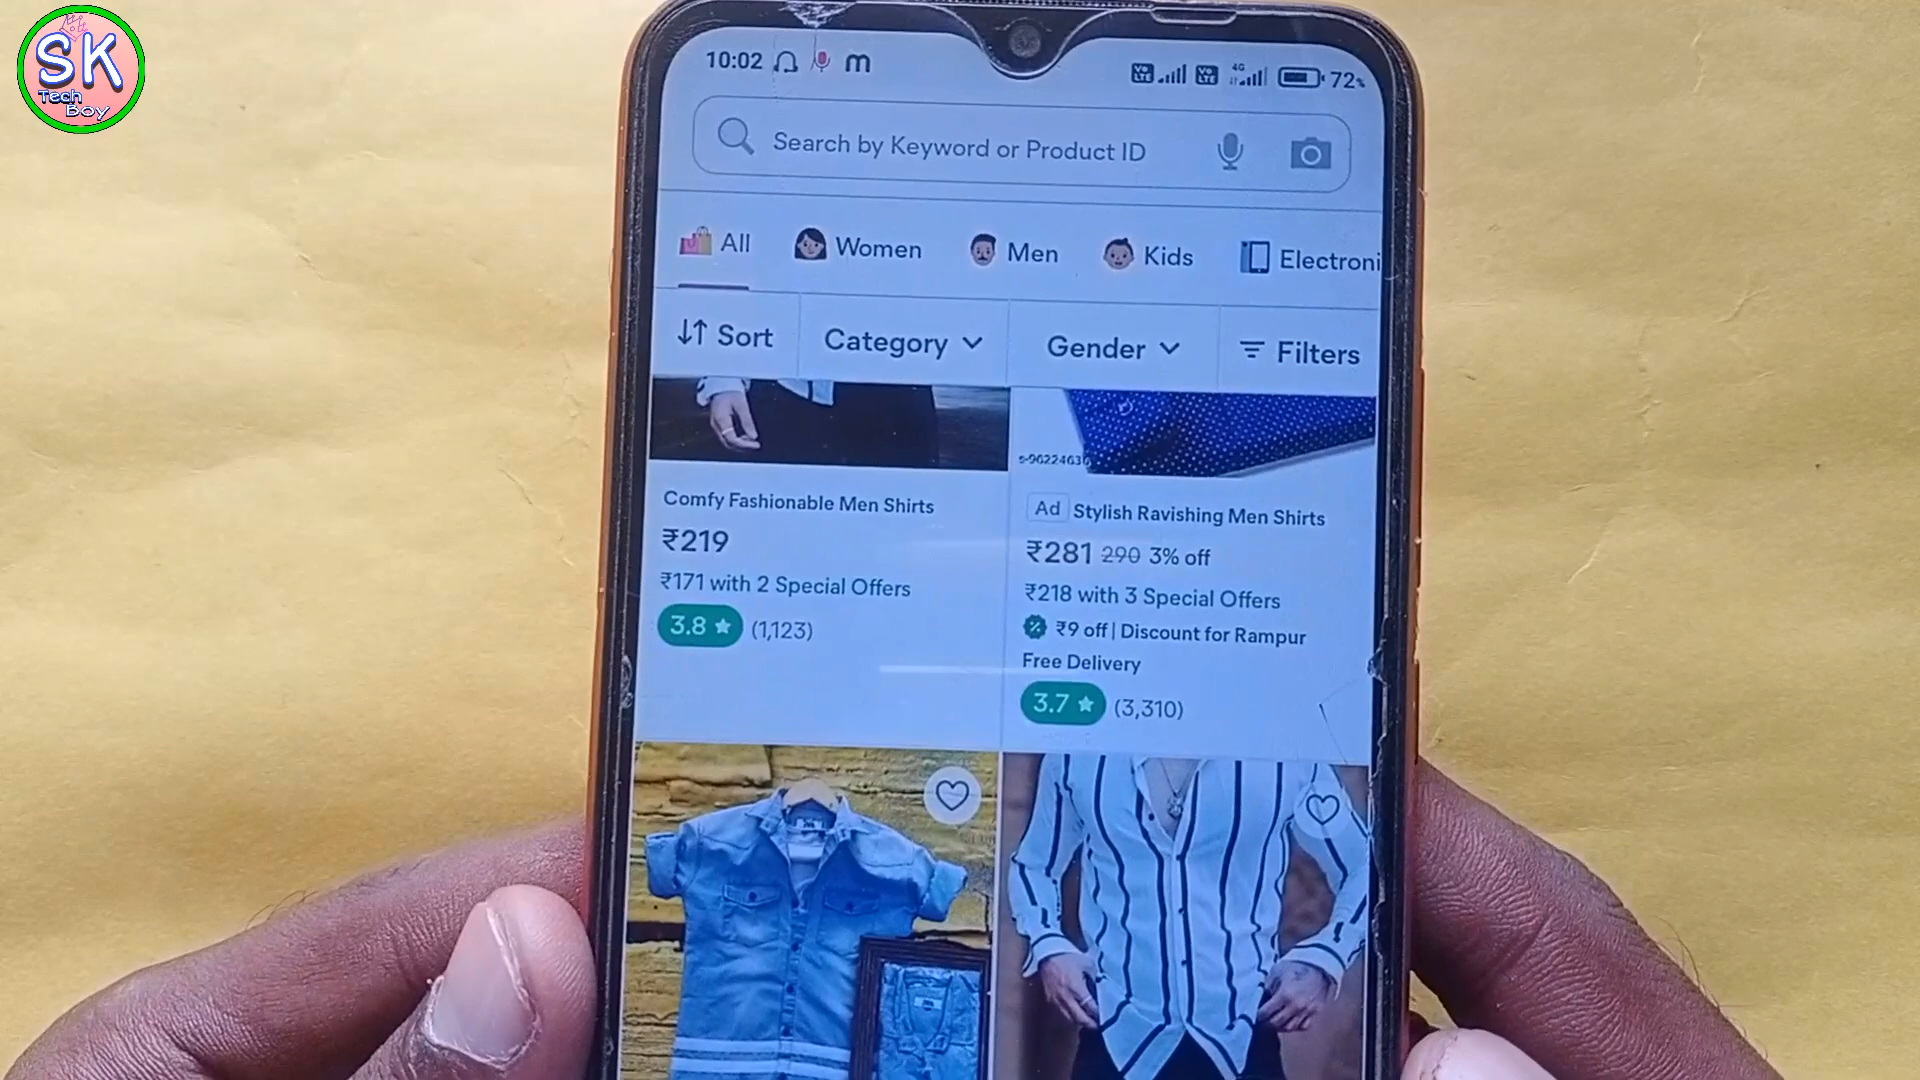 SK
Tech
Boy
10:02 m 4G 72%
Search by Keyword or Product ID
All Women Men Kids Electroni
Sort Category Gender Filters
s-96224636
Comfy Fashionable Men Shirts
₹219
₹171 with 2 Special Offers
3.8 ★ (1,123)
Ad Stylish Ravishing Men Shirts
₹281 290 3% off
₹218 with 3 Special Offers
₹9 off | Discount for Rampur
Free Delivery
3.7 ★ (3,310)